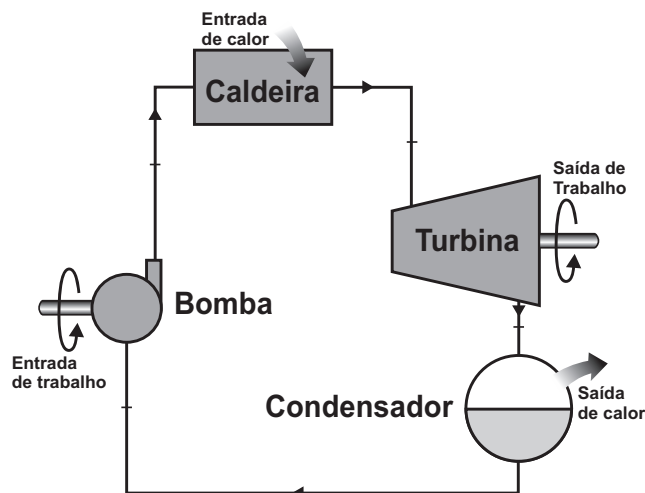 Entrada
de calor
Caldeira
Saída de
Trabalho
Turbina
Bomba
Entrada
de trabalho
Condensador
Saída
de calor